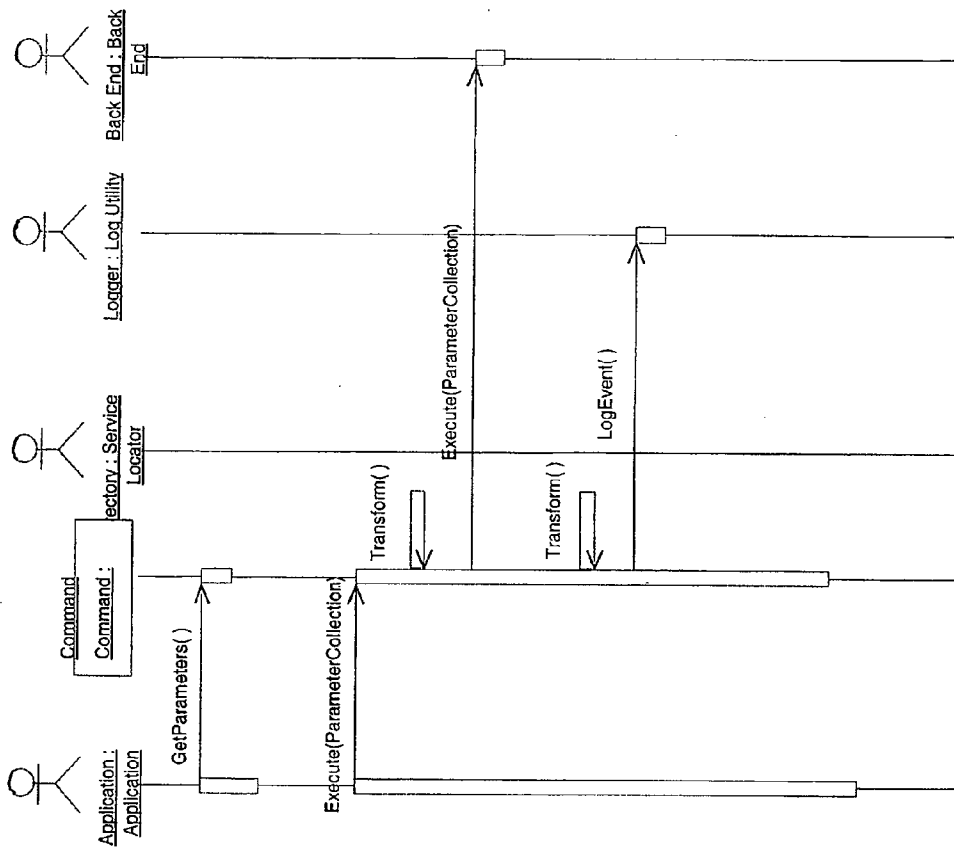 Application :
Application
Command
Command :
ectory : Service
Locator
Logger : Log Utility
Back End : Back
End
GetParameters( )
Execute(ParameterCollection)
Transform( )
Execute(ParameterCollection)
Transform( )
LogEvent( )